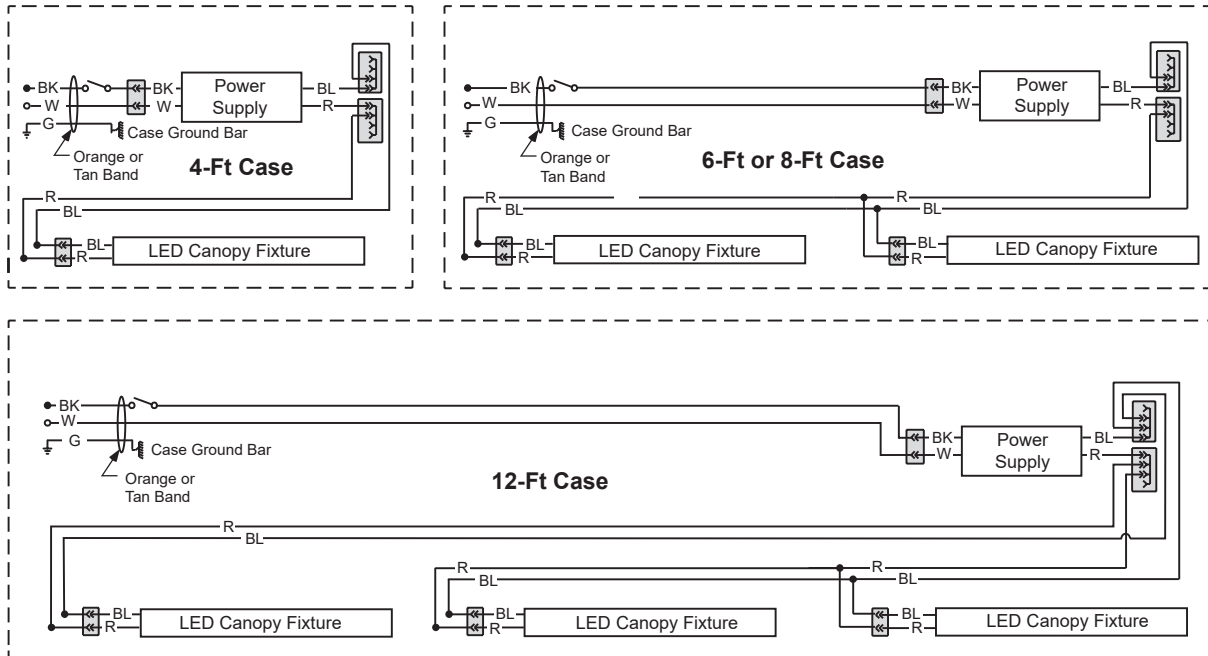 BK
BK
Power
Supply
BL
W
W
R
G
Case Ground Bar
Orange or
Tan Band
4-Ft Case
R
BL
BL
R
LED Canopy Fixture
BK
BK
Power
Supply
BL
W
W
R
G
Case Ground Bar
Orange or
Tan Band
6-Ft or 8-Ft Case
R
R
BL
BL
BL
R
LED Canopy Fixture
BL
R
LED Canopy Fixture
BK
W
G
Case Ground Bar
Orange or
Tan Band
BK
W
Power
Supply
BL
R
12-Ft Case
R
BL
R
BL
R
BL
BL
R
LED Canopy Fixture
BL
R
LED Canopy Fixture
BL
R
LED Canopy Fixture